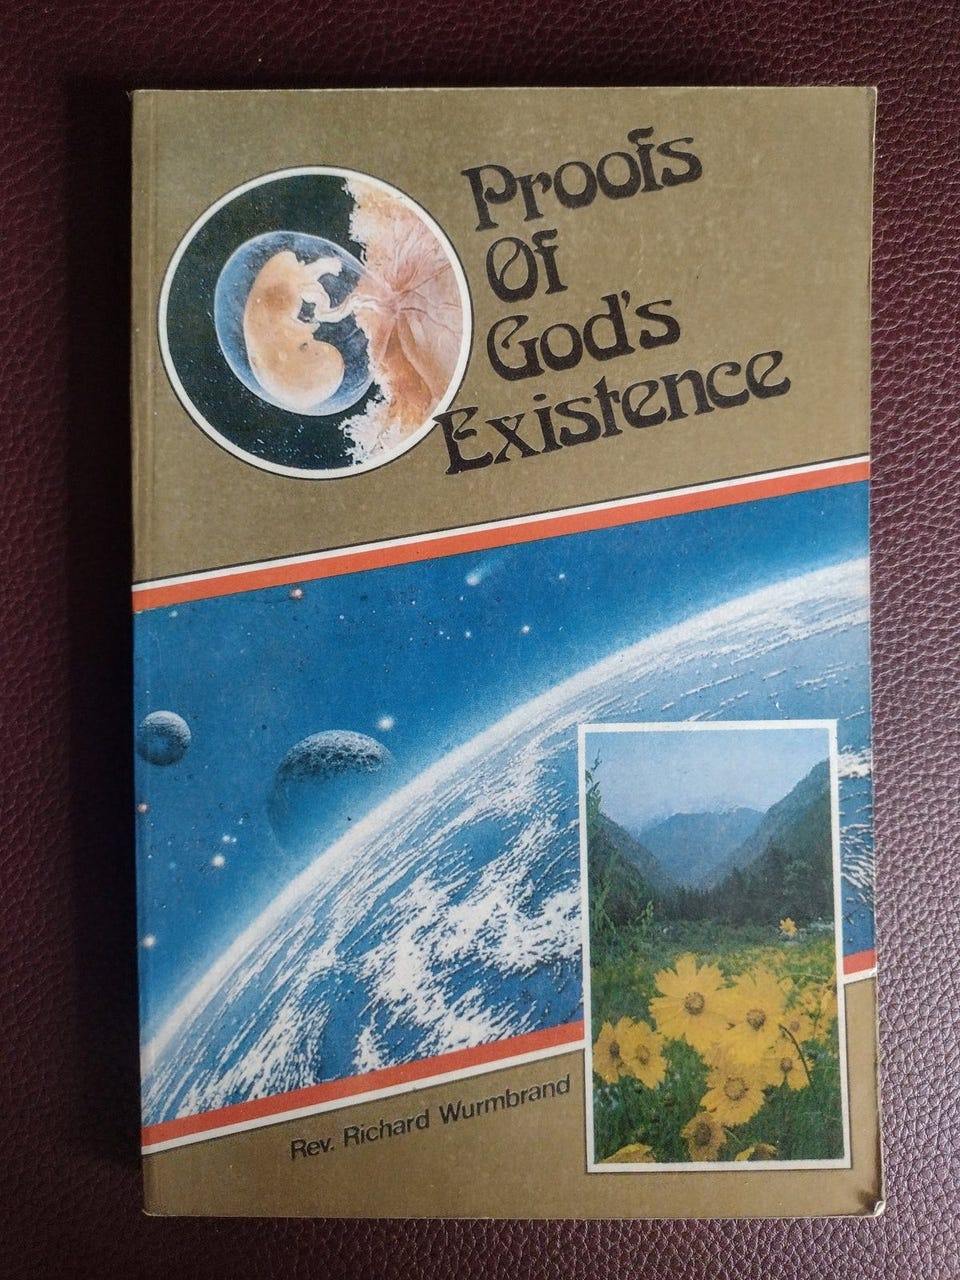 Proofs
Of
God's
Existence
Rev. Richard Wurmbrand